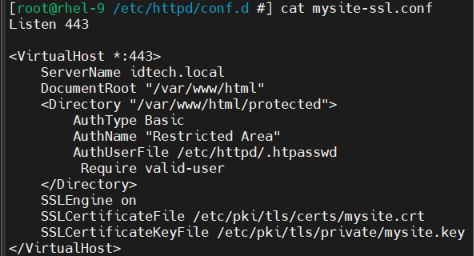 [root@rhel-9 /etc/httpd/conf.d #] cat mysite-ssl.conf
Listen 443
<VirtualHost *:443>
    ServerName idtech.local
    DocumentRoot "/var/www/html"
    <Directory "/var/www/html/protected">
        AuthType Basic
        AuthName "Restricted Area"
        AuthUserFile /etc/httpd/.htpasswd
         Require valid-user
    </Directory>
    SSLEngine on
    SSLCertificateFile /etc/pki/tls/certs/mysite.crt
    SSLCertificateKeyFile /etc/pki/tls/private/mysite.key
</VirtualHost>